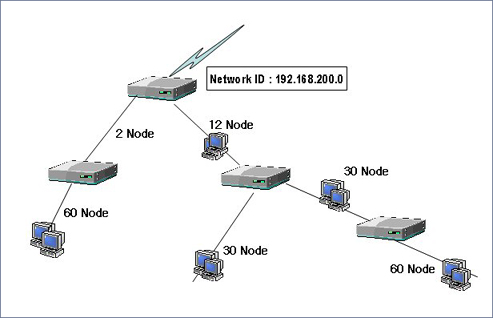 Network ID : 192.168.200.0
12 Node
2 Node
30 Node
60 Node
30 Node
60 Node